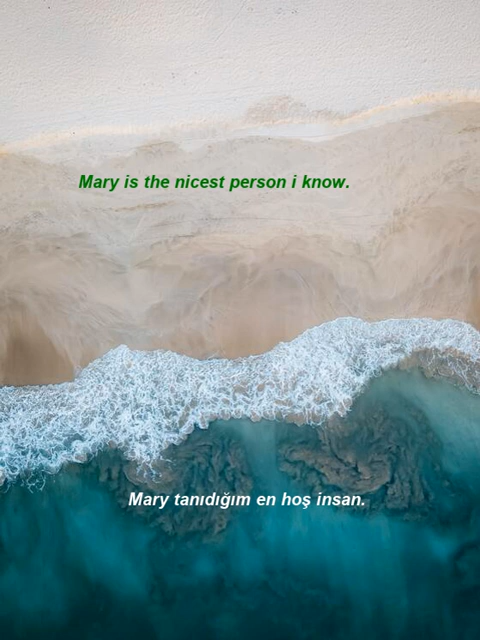 Mary is the nicest person i know.
Mary tanıdığım en hoş insan.